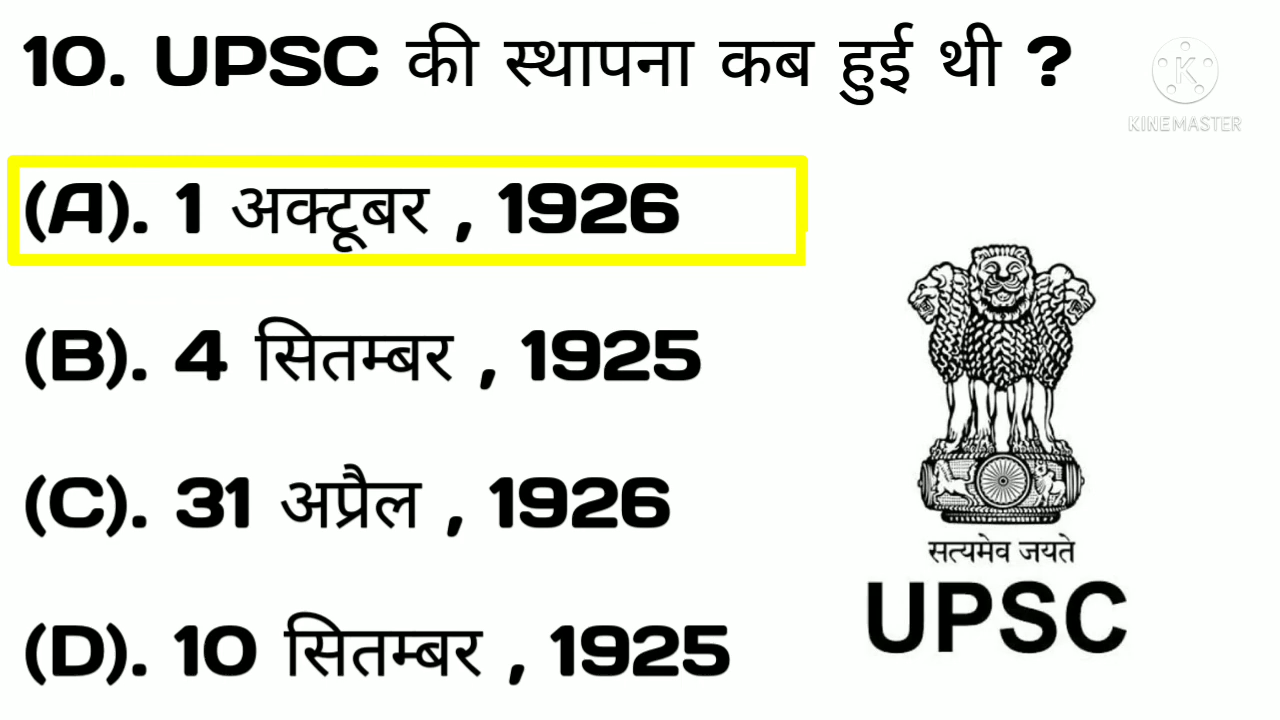 10. UPSC की स्थापना कब हुई थी ?
KINEMASTER
(A). 1 अक्टूबर , 1926
(B). 4 सितम्बर , 1925
(C). 31 अप्रैल , 1926
(D). 10 सितम्बर , 1925
सत्यमेव जयते
UPSC